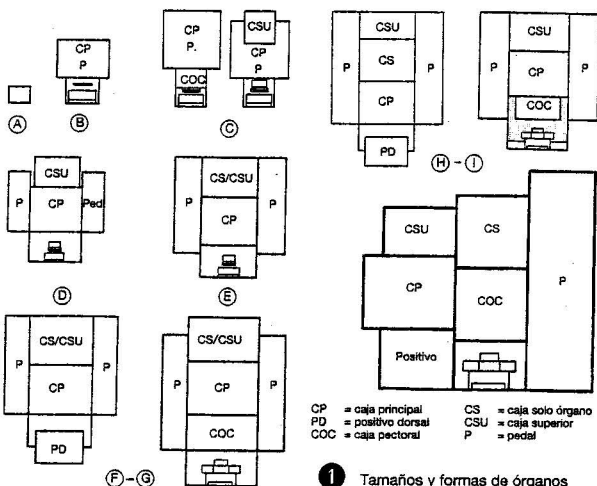 CP
P
CP
P.
COC
CSU
CP
P
CSU
CS
P
P
CP
PD
CSU
P
P
CP
COC
Ⓐ
Ⓑ
Ⓒ
Ⓗ - Ⓘ
CSU
P
CP
Ped
CS/CSU
P
P
CP
Ⓓ
Ⓔ
CSU
CS
P
CP
COC
Positivo
CS/CSU
P
P
CP
PD
CS/CSU
P
P
CP
COC
Ⓕ - Ⓖ
CP = caja principal
PD = positivo dorsal
COC = caja pectoral
CS = caja solo órgano
CSU = caja superior
P = pedal
1 Tamaños y formas de órganos